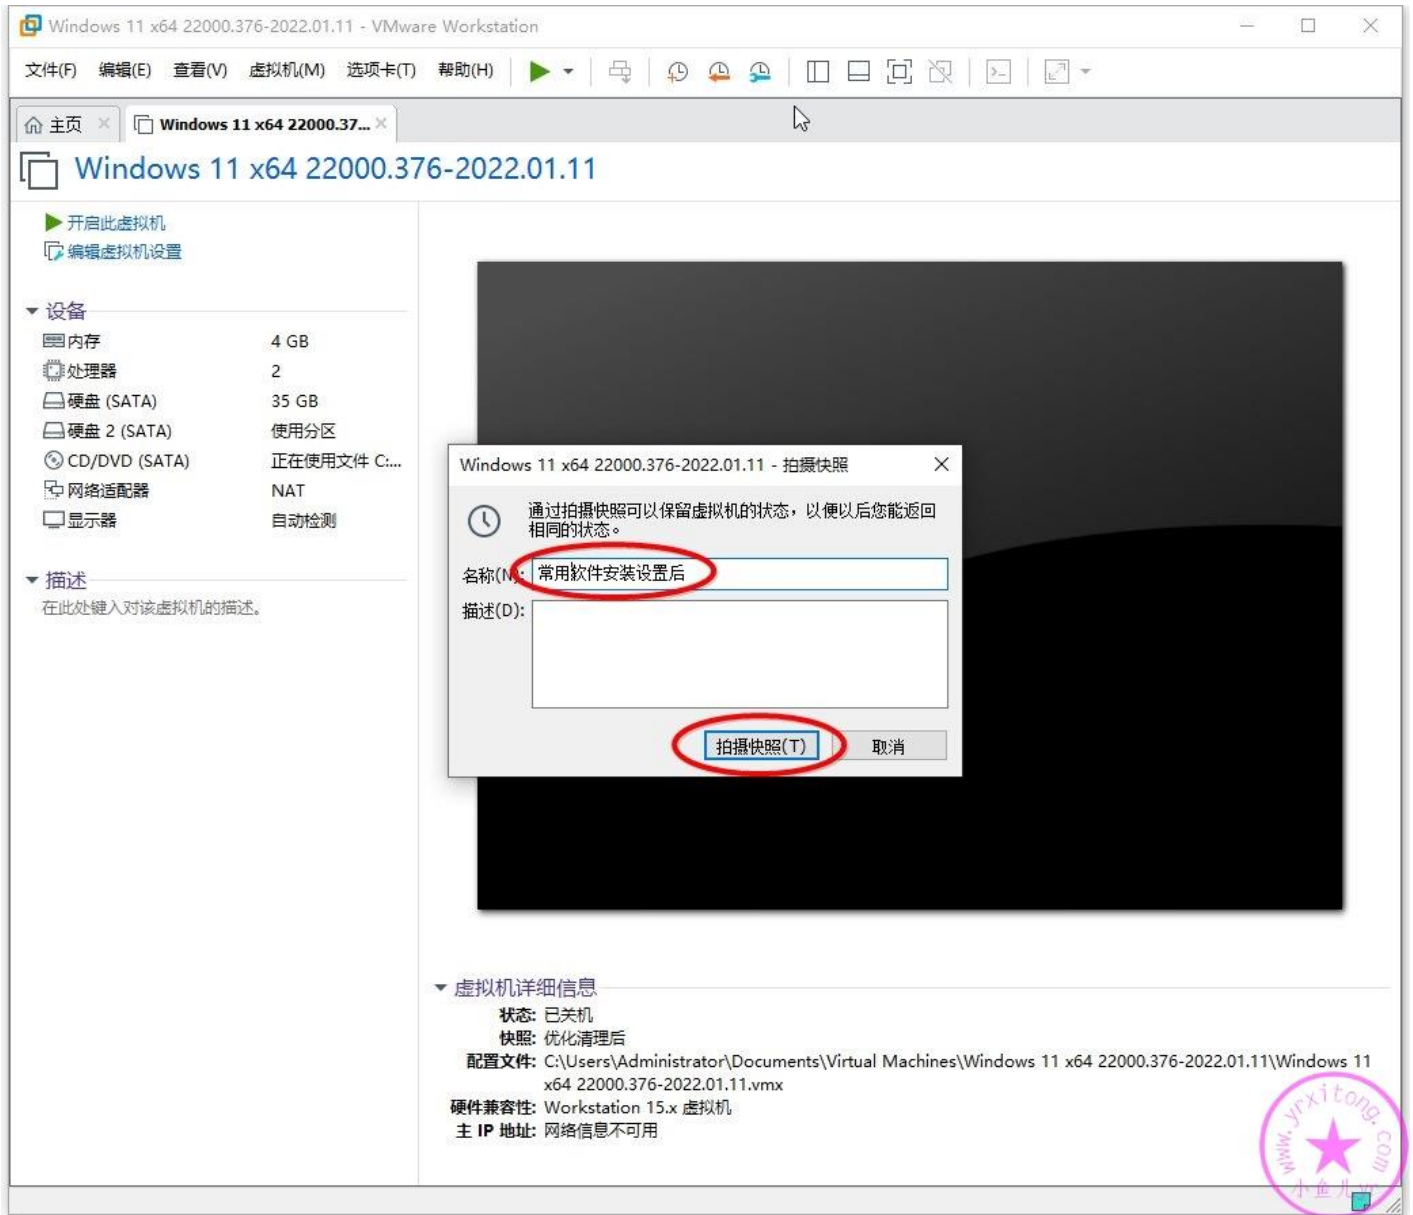 Windows 11 x64 22000.376-2022.01.11 - VMware Workstation
文件(F) 编辑(E) 查看(V) 虚拟机(M) 选项卡(T) 帮助(H)
主页 Windows 11 x64 22000.37...
Windows 11 x64 22000.376-2022.01.11
开启此虚拟机
编辑虚拟机设置
设备
内存 4 GB
处理器 2
硬盘 (SATA) 35 GB
硬盘 2 (SATA) 使用分区
CD/DVD (SATA) 正在使用文件 C:...
网络适配器 NAT
显示器 自动检测
描述
在此处键入对该虚拟机的描述。
Windows 11 x64 22000.376-2022.01.11 - 拍摄快照
通过拍摄快照可以保留虚拟机的状态，以便以后您能返回
相同的状态。
名称(N): 常用软件安装设置后
描述(D):
拍摄快照(T) 取消
虚拟机详细信息
状态: 已关机
快照: 优化清理后
配置文件: C:\Users\Administrator\Documents\Virtual Machines\Windows 11 x64 22000.376-2022.01.11\Windows 11
x64 22000.376-2022.01.11.vmx
硬件兼容性: Workstation 15.x 虚拟机
主 IP 地址: 网络信息不可用
www.yrxitong.com
小鱼儿yr